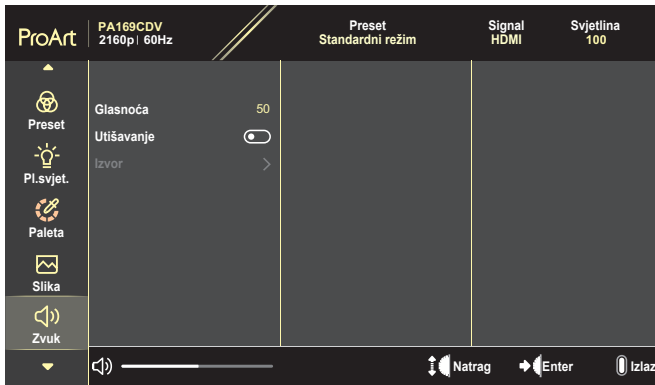 ProArt
PA169CDV
2160p | 60Hz
Preset
Standardni režim
Signal
HDMI
Svjetlina
100
Preset
Pl.svjet.
Paleta
Slika
Zvuk
Glasnoća 50
Utišavanje
Izvor
Natrag
Enter
Izlaz